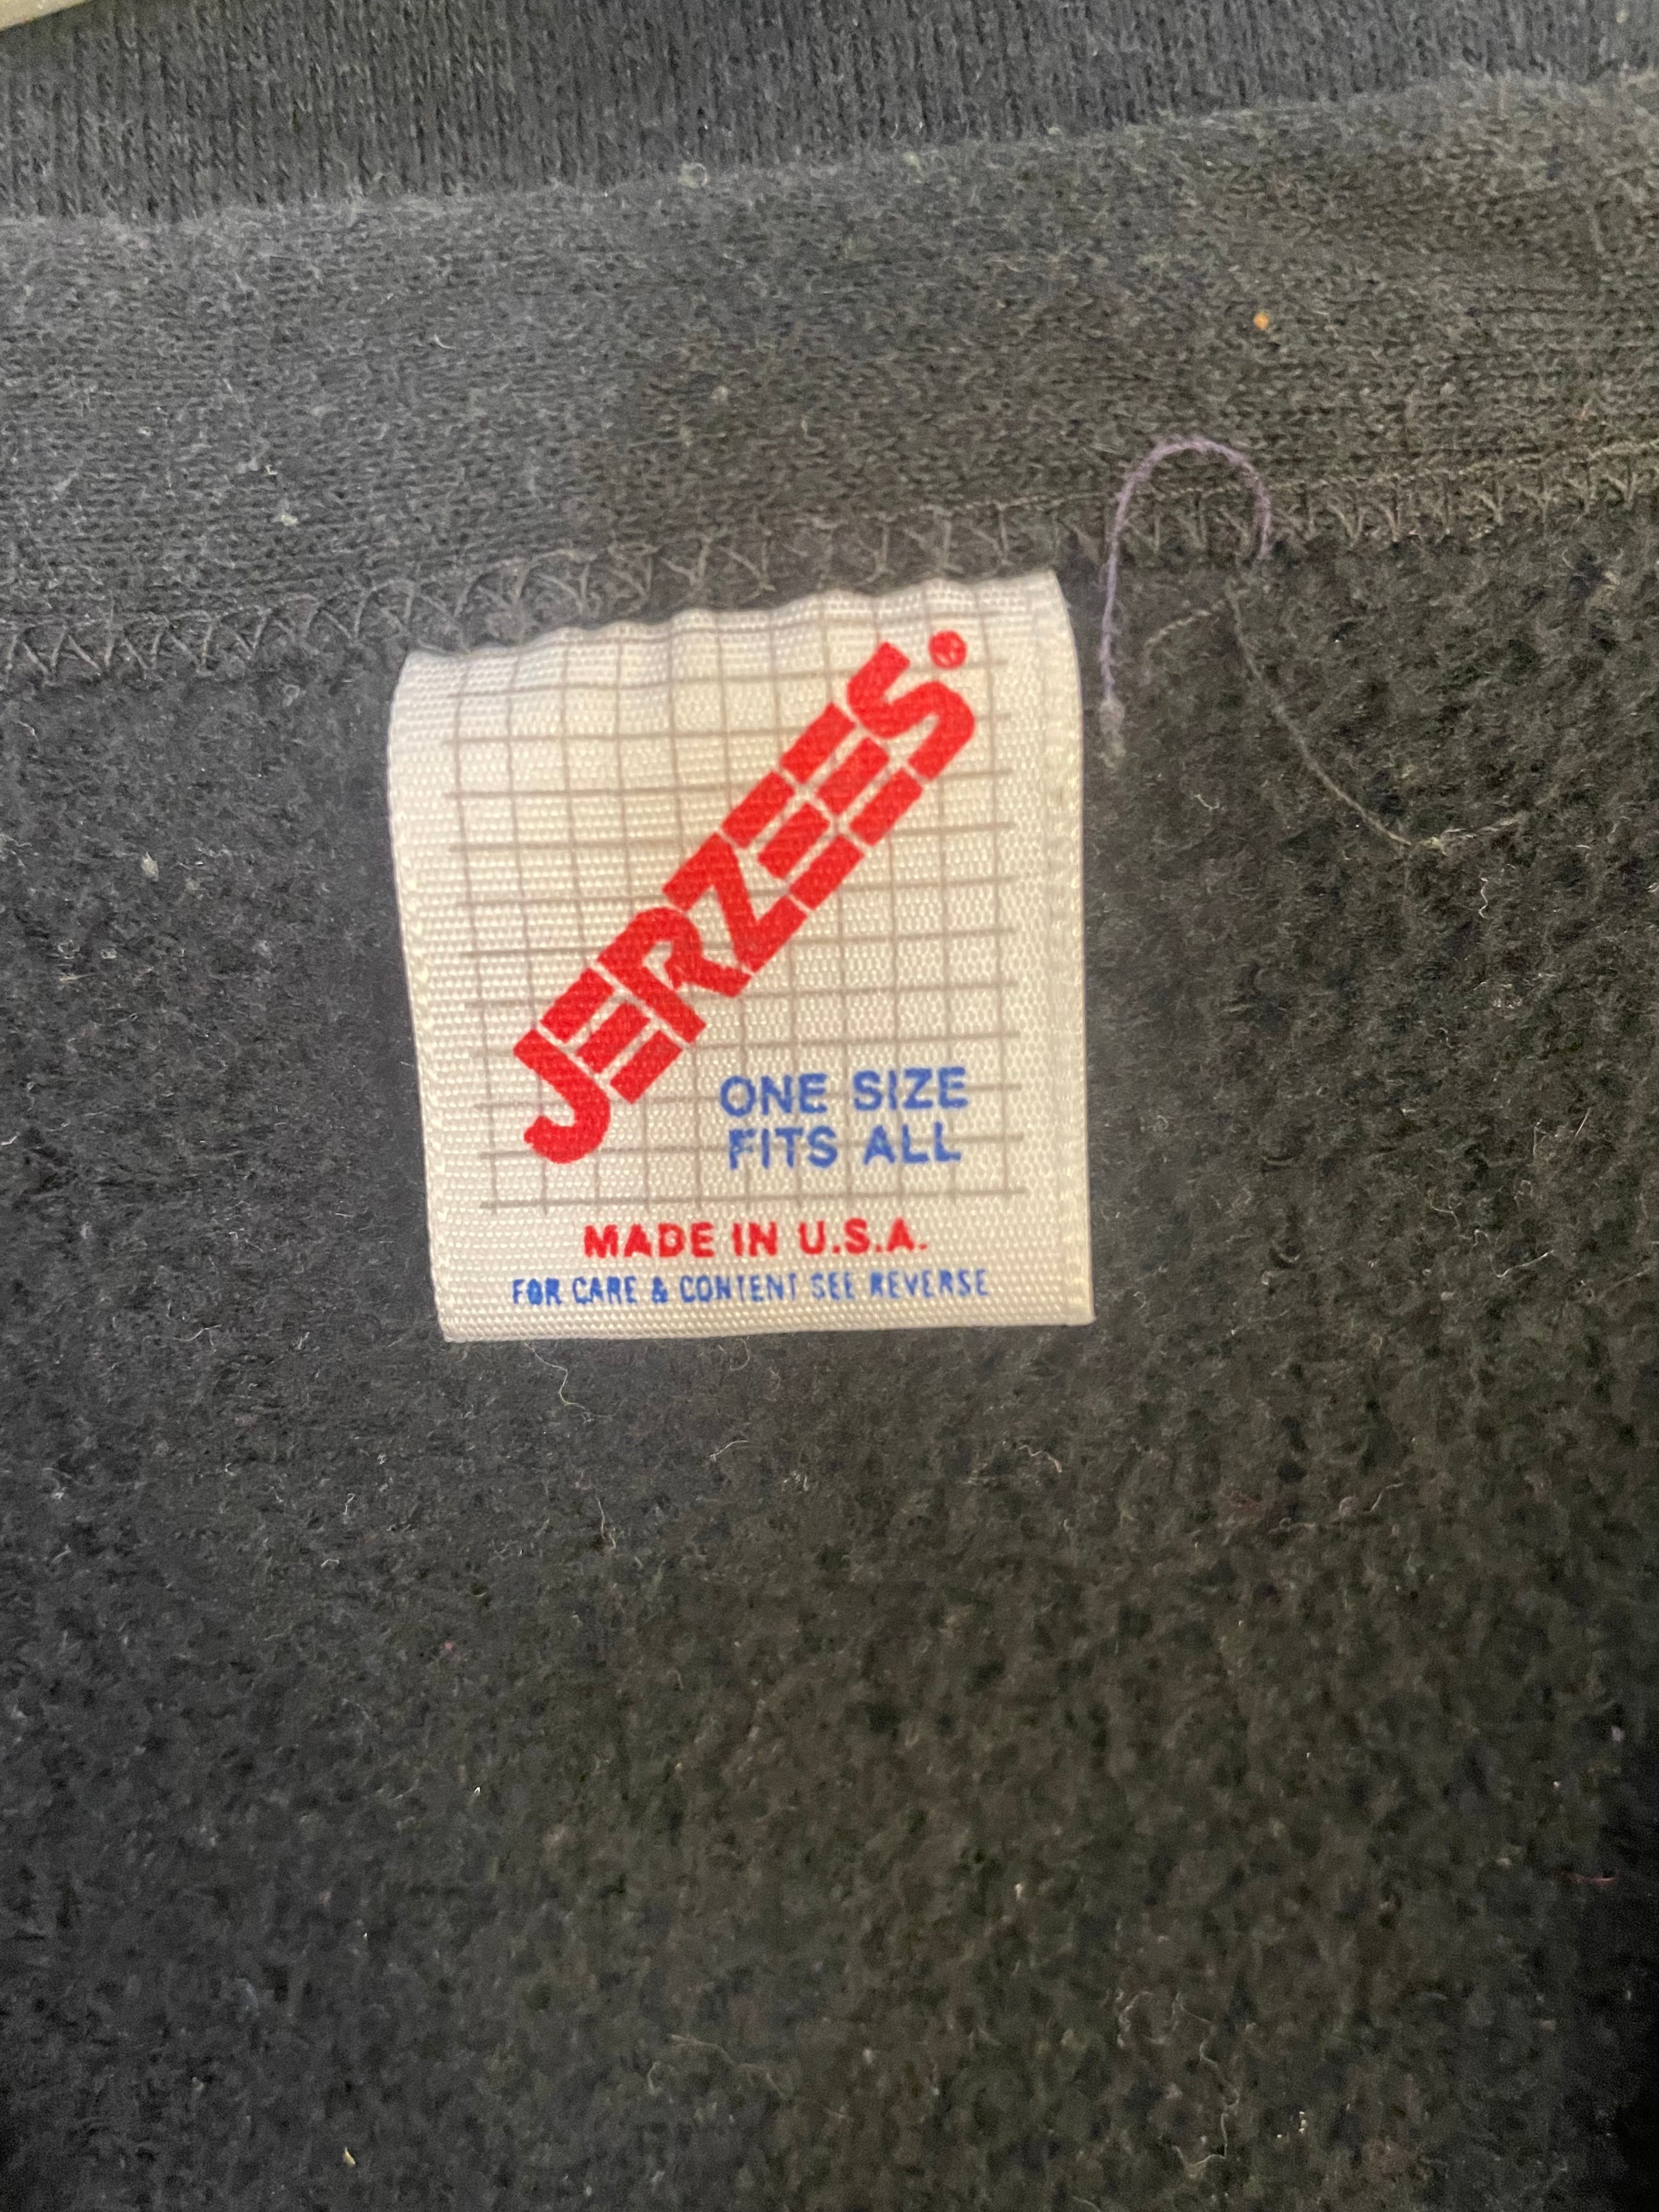 JERZEES®
ONE SIZE
FITS ALL
MADE IN U.S.A.
FOR CARE & CONTENT SEE REVERSE